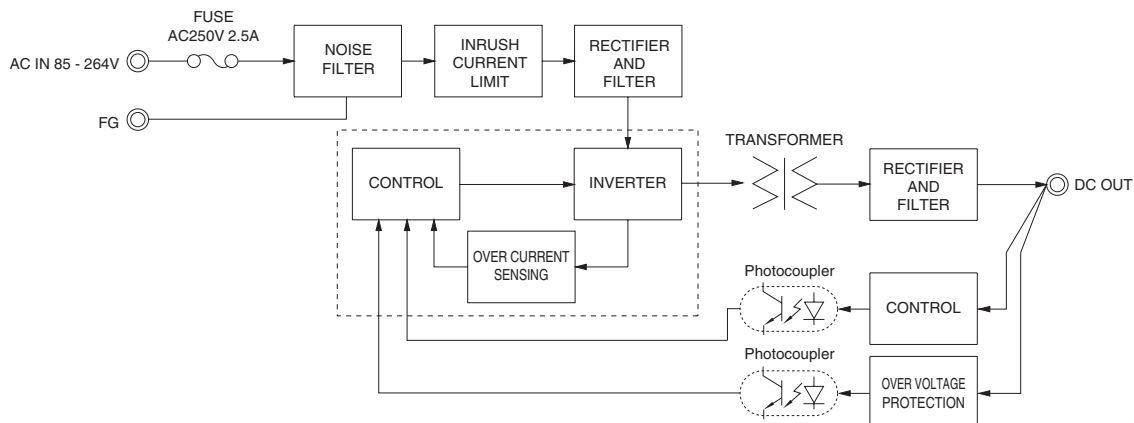 FUSE
AC250V 2.5A
AC IN 85 - 264V
FG
NOISE
FILTER
INRUSH
CURRENT
LIMIT
RECTIFIER
AND
FILTER
CONTROL
INVERTER
OVER CURRENT
SENSING
TRANSFORMER
RECTIFIER
AND
FILTER
DC OUT
Photocoupler
CONTROL
Photocoupler
OVER VOLTAGE
PROTECTION